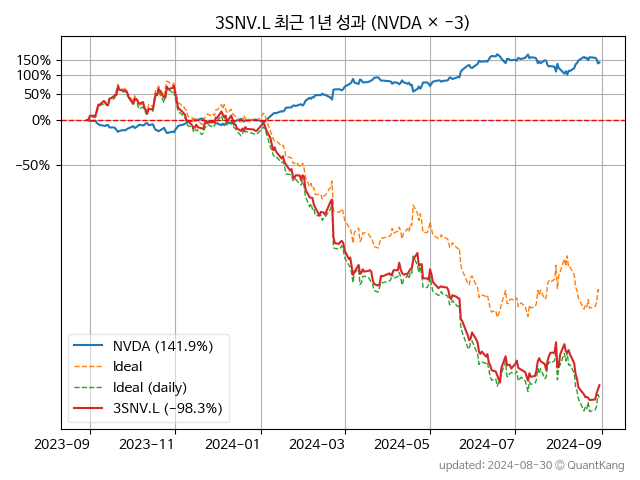 3SNV.L 최근 1년 성과 (NVDA × −3)
150%
100%
50%
0%
−50%
NVDA (141.9%)
Ideal
Ideal (daily)
3SNV.L (−98.3%)
2023-09 2023-11 2024-01 2024-03 2024-05 2024-07 2024-09
updated: 2024-08-30 © QuantKang